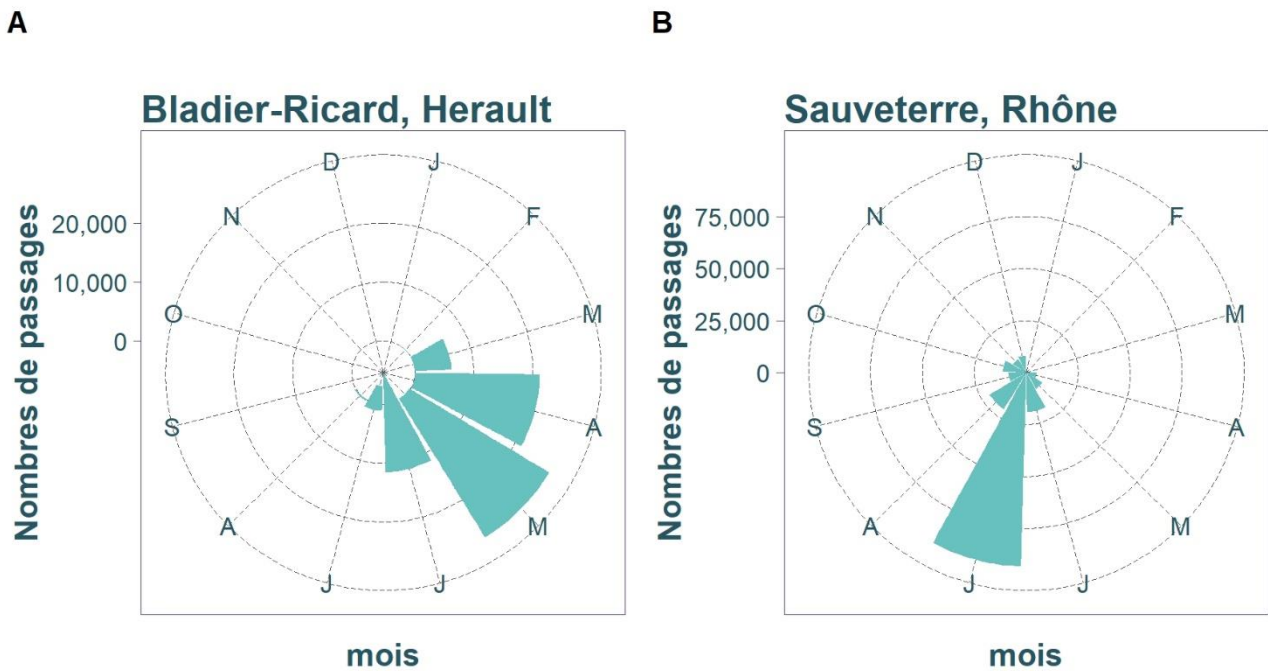 A
Bladier-Ricard, Herault
Nombres de passages
20,000
10,000
0
D
J
N
F
O
M
S
A
A
M
J
J
mois
B
Sauveterre, Rhône
Nombres de passages
75,000
50,000
25,000
0
D
J
N
F
O
M
S
A
A
M
J
J
mois